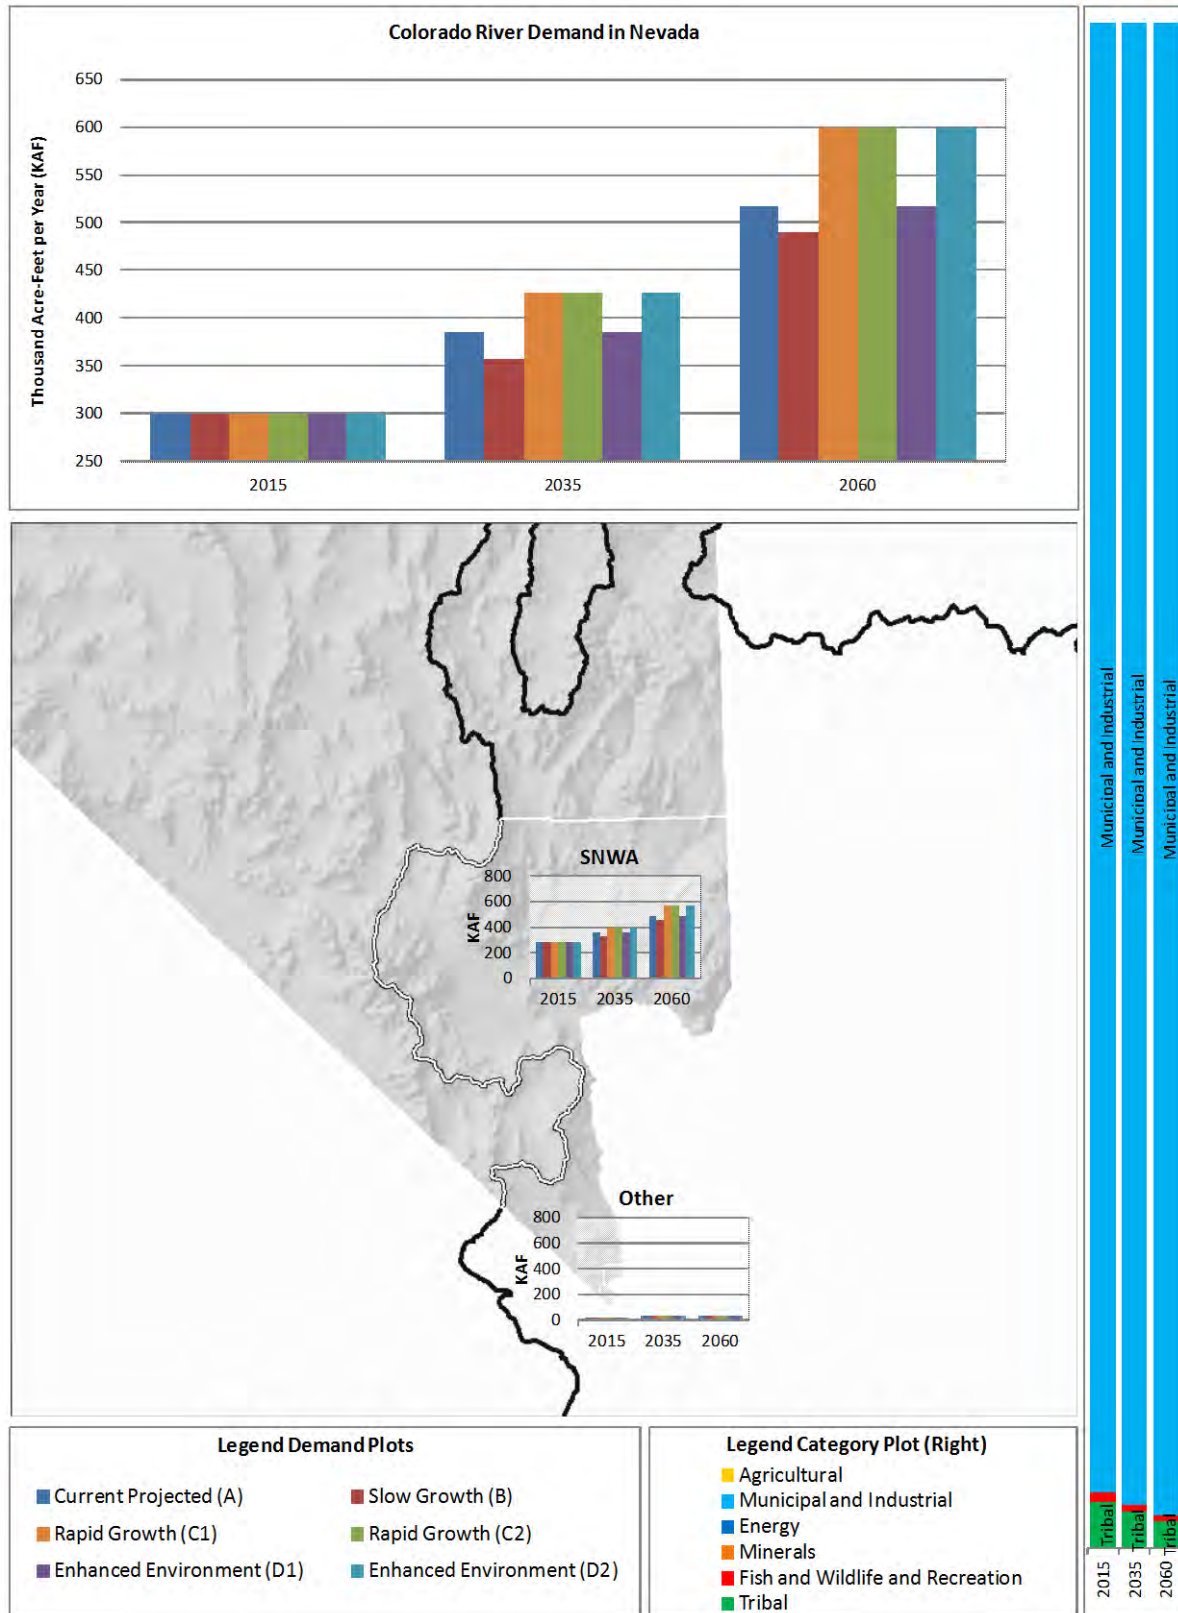 Colorado River Demand in Nevada
Thousand Acre-Feet per Year (KAF)
650
600
550
500
450
400
350
300
250
2015
2035
2060
SNWA
KAF
800
600
400
200
0
2015
2035
2060
Other
KAF
800
600
400
200
0
2015
2035
2060
Legend Demand Plots
Current Projected (A)
Slow Growth (B)
Rapid Growth (C1)
Rapid Growth (C2)
Enhanced Environment (D1)
Enhanced Environment (D2)
Legend Category Plot (Right)
Agricultural
Municipal and Industrial
Energy
Minerals
Fish and Wildlife and Recreation
Tribal
Municipal and Industrial
Municipal and Industrial
Municipal and Industrial
Tribal
Tribal
Tribal
2015
2035
2060